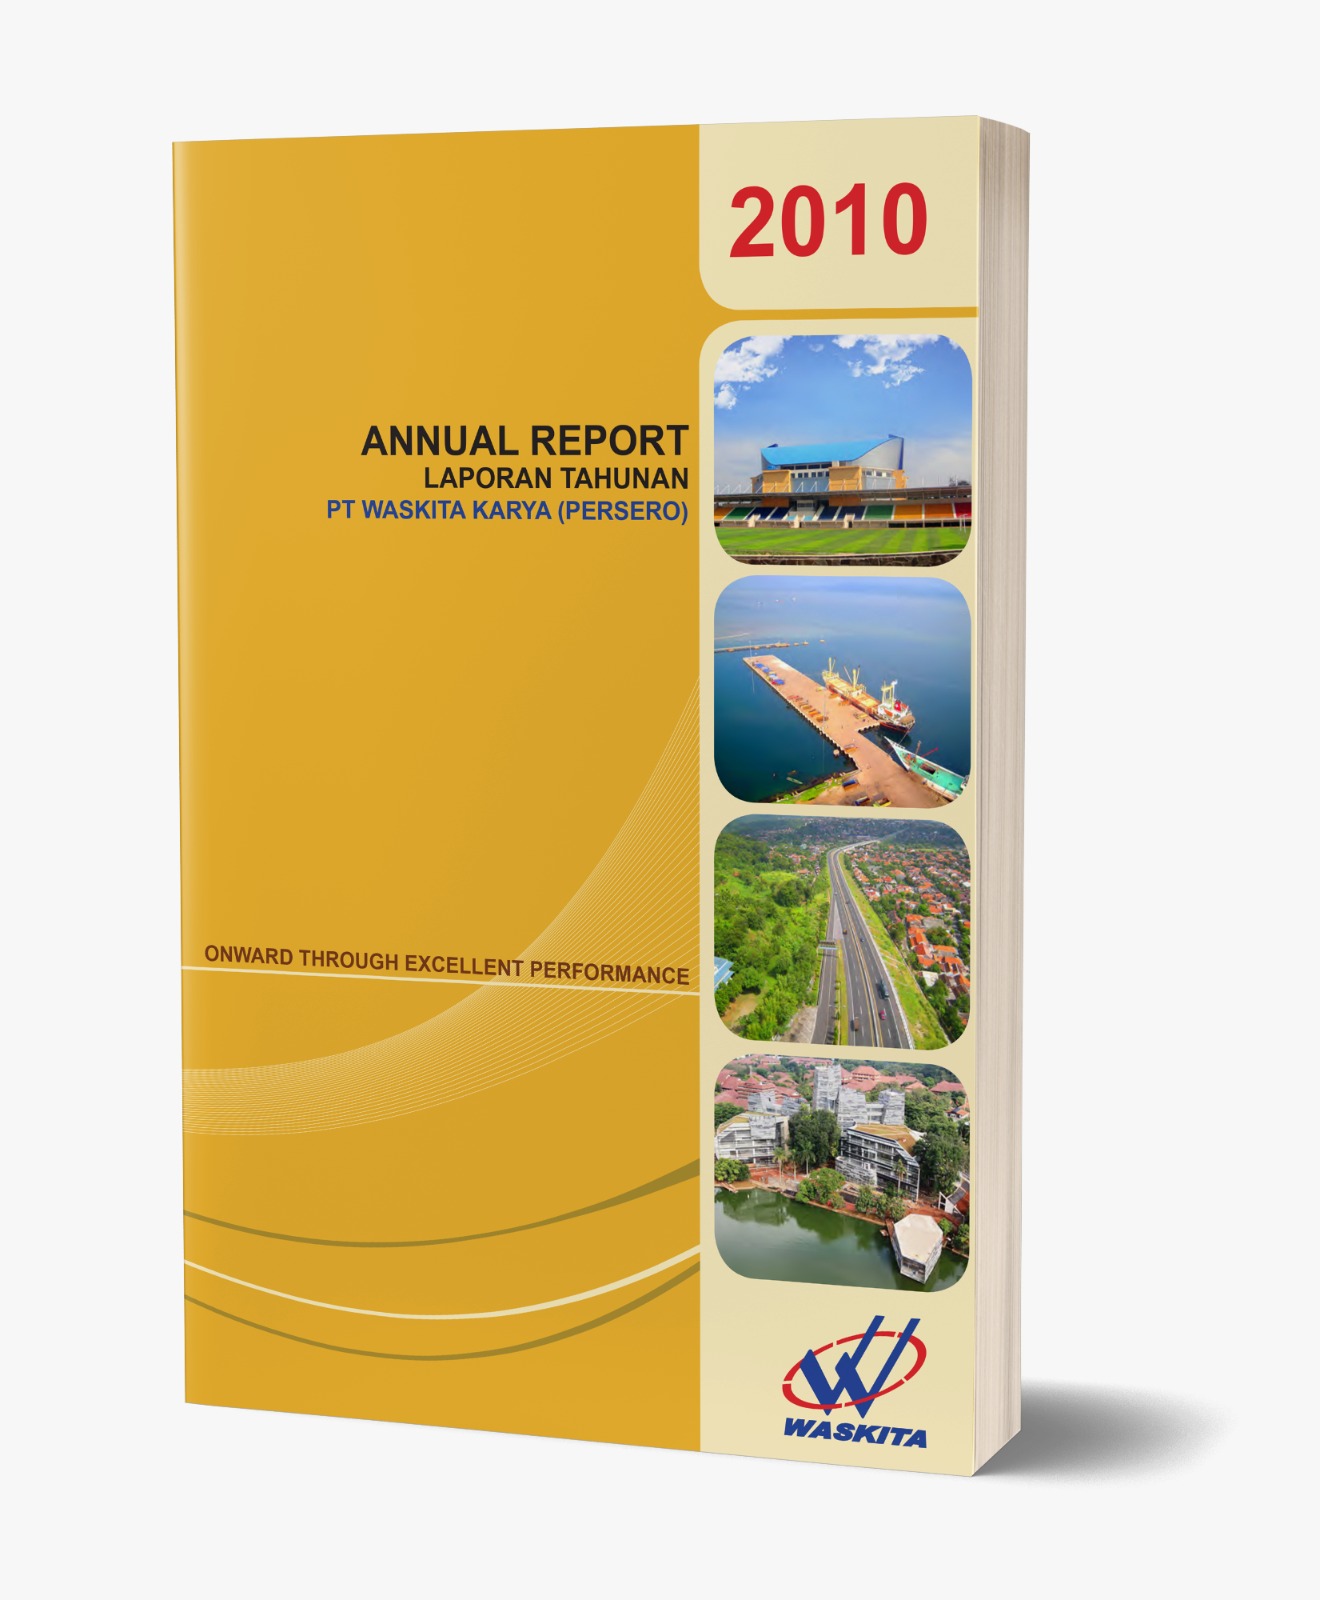 2010
ANNUAL REPORT
LAPORAN TAHUNAN
PT WASKITA KARYA (PERSERO)
ONWARD THROUGH EXCELLENT PERFORMANCE
WASKITA